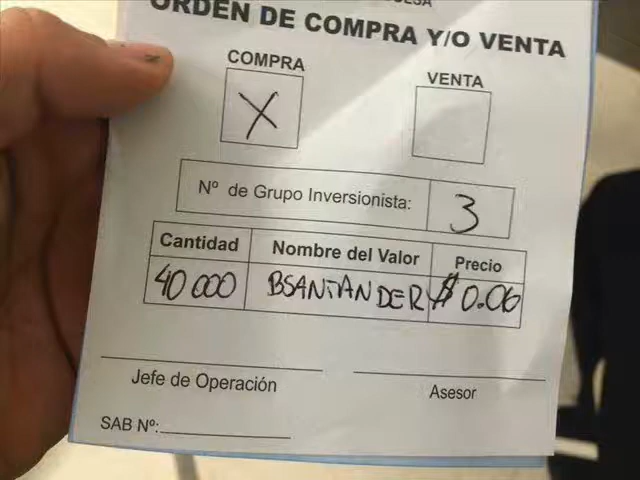 ORDEN DE COMPRA Y/O VENTA
COMPRA
VENTA
X
Nº de Grupo Inversionista: 3
Cantidad Nombre del Valor Precio
40 000 BSANTANDER $ 0.06
Jefe de Operación
Asesor
SAB Nº: